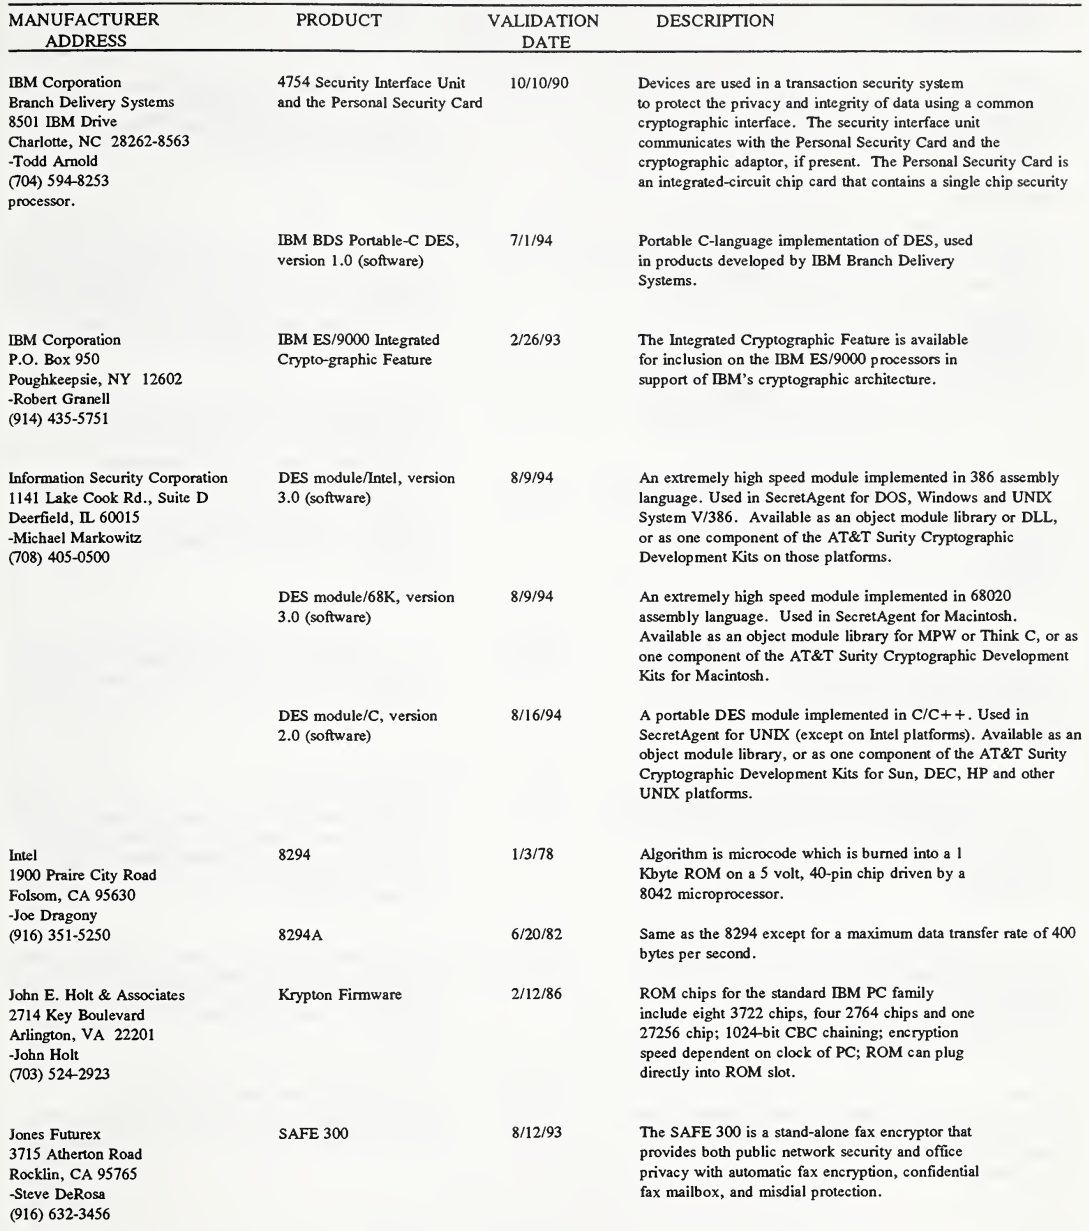 MANUFACTURER PRODUCT VALIDATION DESCRIPTION
ADDRESS DATE
IBM Corporation 4754 Security Interface Unit 10/10/90 Devices are used in a transaction security system
Branch Delivery Systems and the Personal Security Card to protect the privacy and integrity of data using a common
8501 IBM Drive cryptographic interface. The security interface unit
Charlotte, NC 28262-8563 communicates with the Personal Security Card and the
-Todd Arnold cryptographic adaptor, if present. The Personal Security Card is
(704) 594-8253 an integrated-circuit chip card that contains a single chip security
processor.
IBM BDS Portable-C DES, 7/1/94 Portable C-language implementation of DES, used
version 1.0 (software) in products developed by IBM Branch Delivery
Systems.
IBM Corporation IBM ES/9000 Integrated 2/26/93 The Integrated Cryptographic Feature is available
P.O. Box 950 Crypto-graphic Feature for inclusion on the IBM ES/9000 processors in
Poughkeepsie, NY 12602 support of IBM's cryptographic architecture.
-Robert Granell
(914) 435-5751
Information Security Corporation DES module/Intel, version 8/9/94 An extremely high speed module implemented in 386 assembly
1141 Lake Cook Rd., Suite D 3.0 (software) language. Used in SecretAgent for DOS, Windows and UNIX
Deerfield, IL 60015 System V/386. Available as an object module library or DLL,
-Michael Markowitz or as one component of the AT&T Surity Cryptographic
(708) 405-0500 Development Kits on those platforms.
DES module/68K, version 8/9/94 An extremely high speed module implemented in 68020
3.0 (software) assembly language. Used in SecretAgent for Macintosh.
Available as an object module library for MPW or Think C, or as
one component of the AT&T Surity Cryptographic Development
Kits for Macintosh.
DES module/C, version 8/16/94 A portable DES module implemented in C/C++. Used in
2.0 (software) SecretAgent for UNIX (except on Intel platforms). Available as an
object module library, or as one component of the AT&T Surity
Cryptographic Development Kits for Sun, DEC, HP and other
UNIX platforms.
Intel 8294 1/3/78 Algorithm is microcode which is burned into a 1
1900 Praire City Road Kbyte ROM on a 5 volt, 40-pin chip driven by a
Folsom, CA 95630 8042 microprocessor.
-Joe Dragony
(916) 351-5250 8294A 6/20/82 Same as the 8294 except for a maximum data transfer rate of 400
bytes per second.
John E. Holt & Associates Krypton Firmware 2/12/86 ROM chips for the standard IBM PC family
2714 Key Boulevard include eight 3722 chips, four 2764 chips and one
Arlington, VA 22201 27256 chip; 1024-bit CBC chaining; encryption
-John Holt speed dependent on clock of PC; ROM can plug
(703) 524-2923 directly into ROM slot.
Jones Futurex SAFE 300 8/12/93 The SAFE 300 is a stand-alone fax encryptor that
3715 Atherton Road provides both public network security and office
Rocklin, CA 95765 privacy with automatic fax encryption, confidential
-Steve DeRosa fax mailbox, and misdial protection.
(916) 632-3456